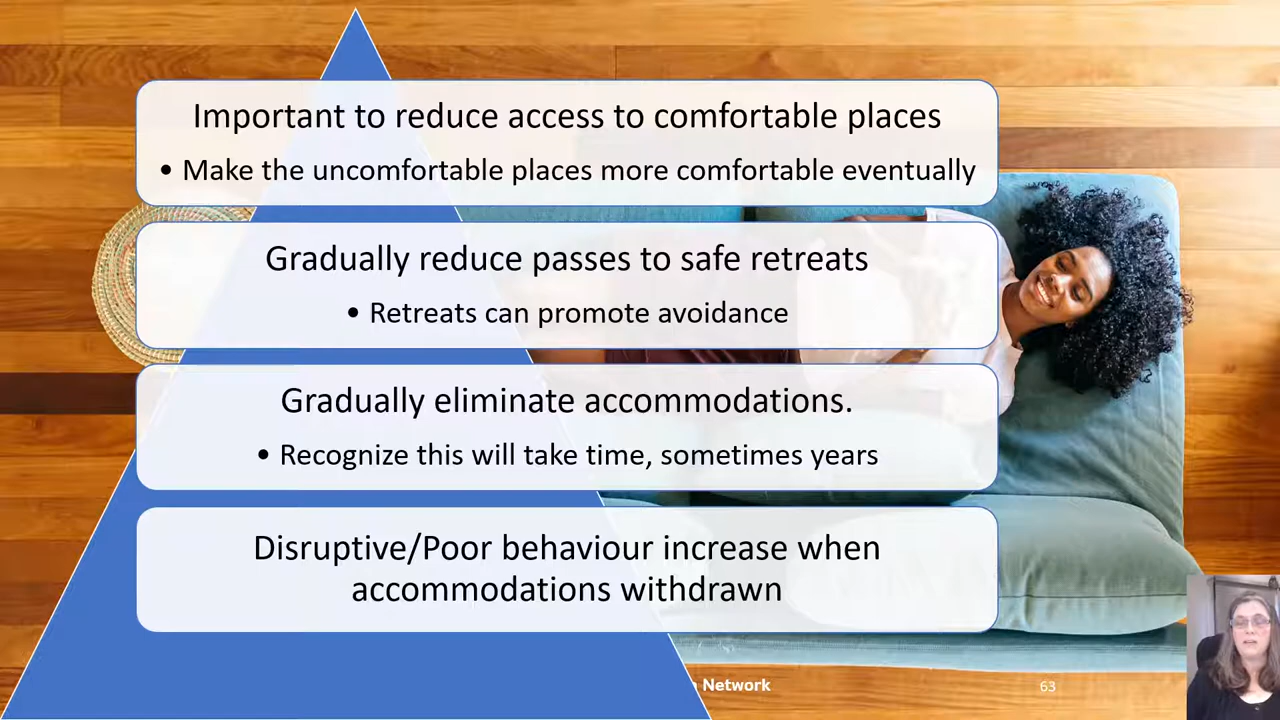 Important to reduce access to comfortable places
• Make the uncomfortable places more comfortable eventually
Gradually reduce passes to safe retreats
• Retreats can promote avoidance
Gradually eliminate accommodations.
• Recognize this will take time, sometimes years
Disruptive/Poor behaviour increase when
accommodations withdrawn
Network
63